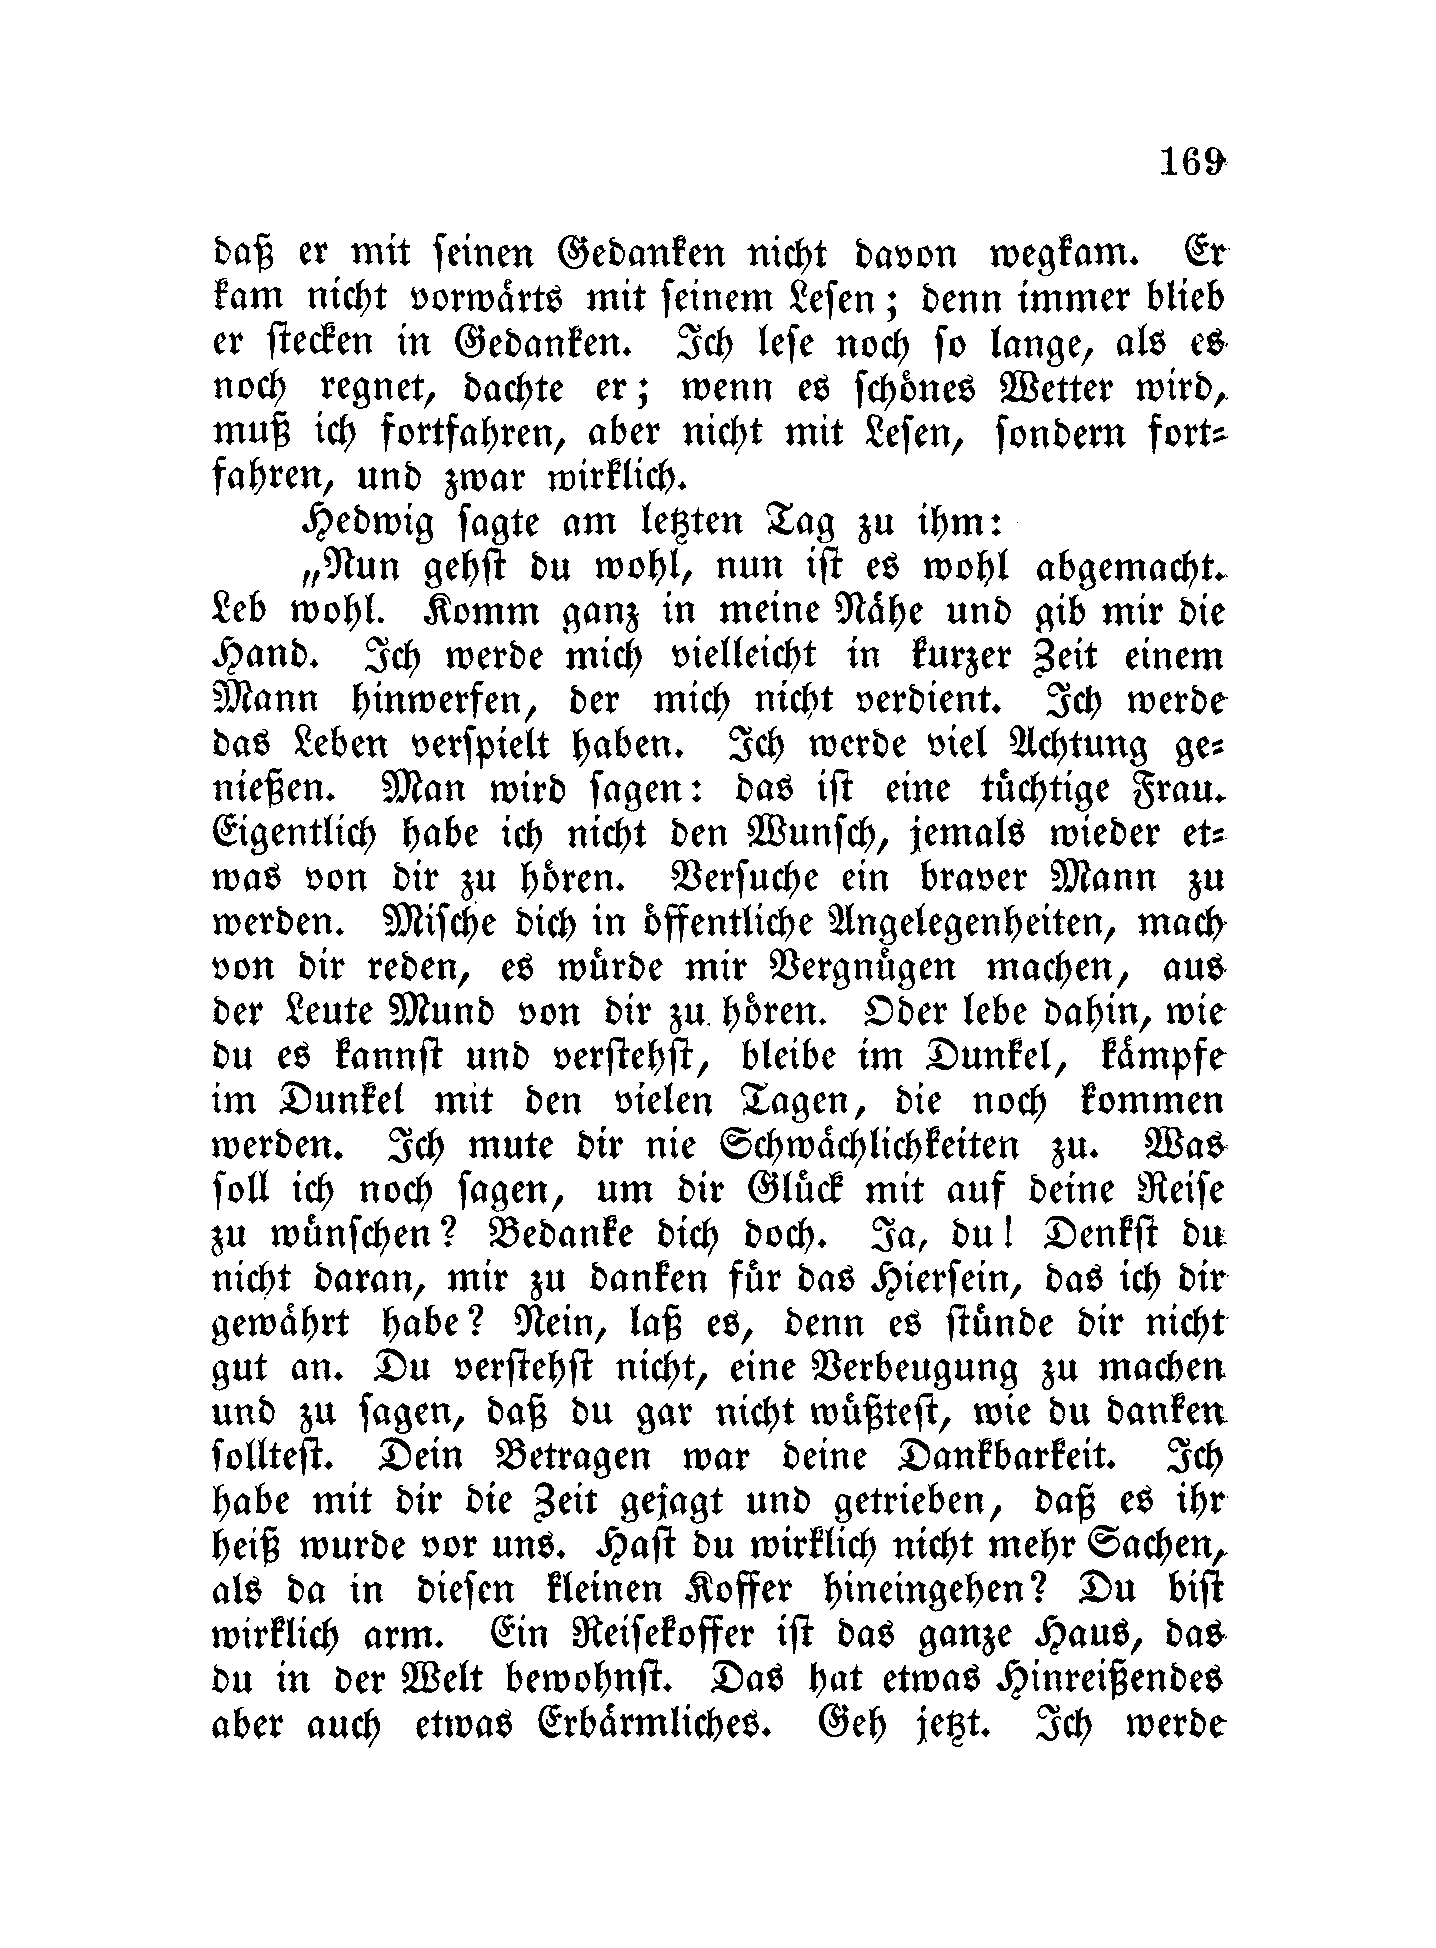 169
daß er mit seinen Gedanken nicht davon wegkam. Er
kam nicht vorwärts mit seinem Lesen; denn immer blieb
er stecken in Gedanken. Ich lese noch so lange, als es
noch regnet, dachte er; wenn es schönes Wetter wird,
muß ich fortfahren, aber nicht mit Lesen, sondern fort-
fahren, und zwar wirklich.
Hedwig sagte am letzten Tag zu ihm:
„Nun gehst du wohl, nun ist es wohl abgemacht.
Leb wohl. Komm ganz in meine Nähe und gib mir die
Hand. Ich werde mich vielleicht in kurzer Zeit einem
Mann hinwerfen, der mich nicht verdient. Ich werde
das Leben verspielt haben. Ich werde viel Achtung ge-
nießen. Man wird sagen: das ist eine tüchtige Frau.
Eigentlich habe ich nicht den Wunsch, jemals wieder et-
was von dir zu hören. Versuche ein braver Mann zu
werden. Mische dich in öffentliche Angelegenheiten, mach
von dir reden, es würde mir Vergnügen machen, aus
der Leute Mund von dir zu hören. Oder lebe dahin, wie
du es kannst und verstehst, bleibe im Dunkel, kämpfe
im Dunkel mit den vielen Tagen, die noch kommen
werden. Ich mute dir nie Schwächlichkeiten zu. Was
soll ich noch sagen, um dir Glück mit auf deine Reise
zu wünschen? Bedanke dich doch. Ja, du! Denkst du
nicht daran, mir zu danken für das Hiersein, das ich dir
gewährt habe? Nein, laß es, denn es stünde dir nicht
gut an. Du verstehst nicht, eine Verbeugung zu machen
und zu sagen, daß du gar nicht wüßtest, wie du danken
solltest. Dein Betragen war deine Dankbarkeit. Ich
habe mit dir die Zeit gejagt und getrieben, daß es ihr
heiß wurde vor uns. Hast du wirklich nicht mehr Sachen,
als da in diesen kleinen Koffer hineingehen? Du bist
wirklich arm. Ein Reisekoffer ist das ganze Haus, das
du in der Welt bewohnst. Das hat etwas Hinreißendes
aber auch etwas Erbärmliches. Geh jetzt. Ich werde